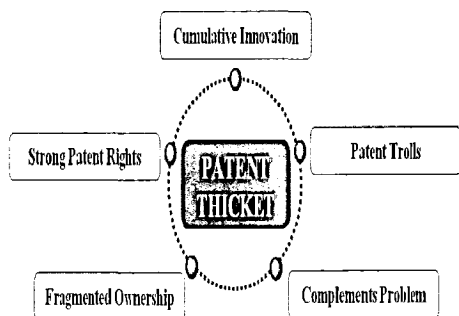 Cumulative Innovation
Strong Patent Rights
Patent Trolls
PATENT
THICKET
Fragmented Ownership
Complements Problem